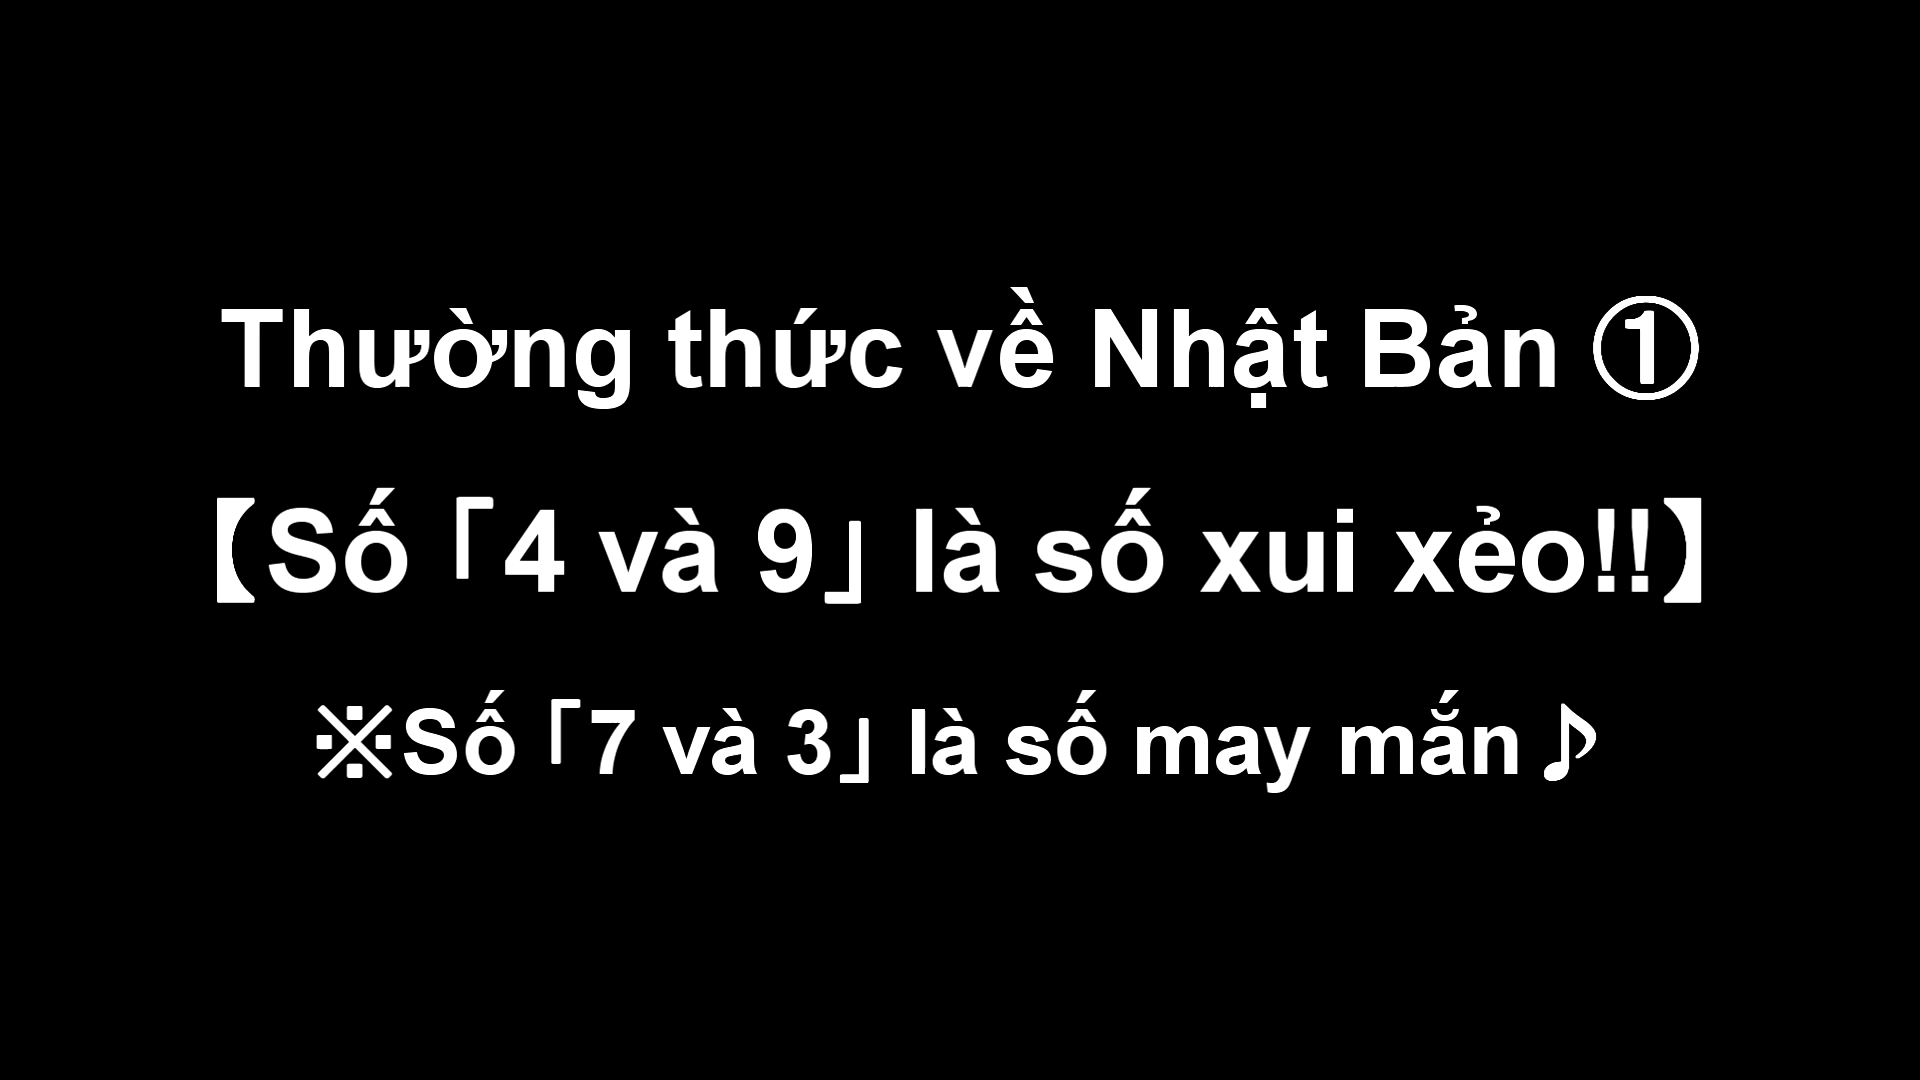 Thường thức về Nhật Bản ①
【Số「4 và 9」là số xui xẻo!!】
※Số「7 và 3」là số may mắn♪